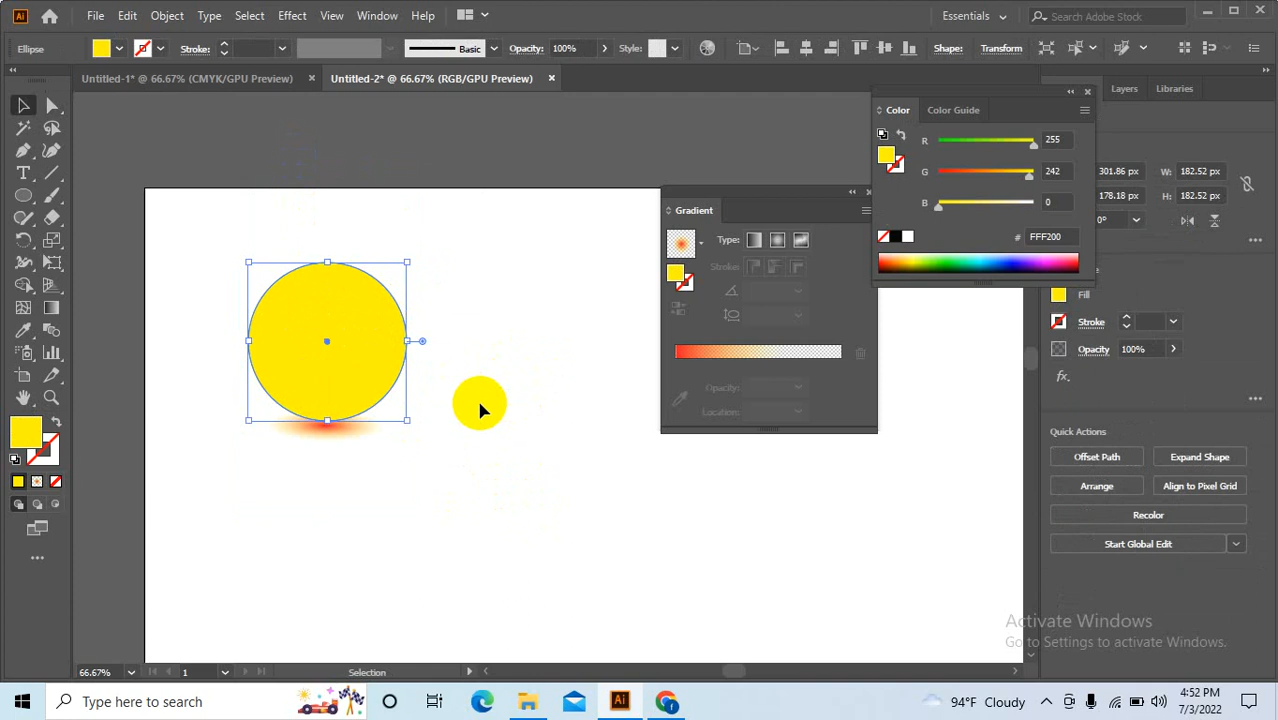 Ai File Edit Object Type Select Effect View Window Help Essentials Search Adobe Stock
Ellipse Stroke: Basic Opacity: 100% Style: Shape: Transform
Untitled-1* @ 66.67% (CMYK/GPU Preview) Untitled-2* @ 66.67% (RGB/GPU Preview)
Layers Libraries
Color Color Guide
R 255
G 242
B 0
# FFF200
301.86 px W: 182.52 px
178.18 px H: 182.52 px
0°
Gradient
Type:
Stroke:
Opacity:
Location:
Fill
Stroke
Opacity 100%
fx.
Quick Actions
Offset Path Expand Shape
Arrange Align to Pixel Grid
Recolor
Start Global Edit
Activate Windows
Go to Settings to activate Windows.
66.67% 1 Selection
Type here to search Ai 94°F Cloudy 4:52 PM
7/3/2022